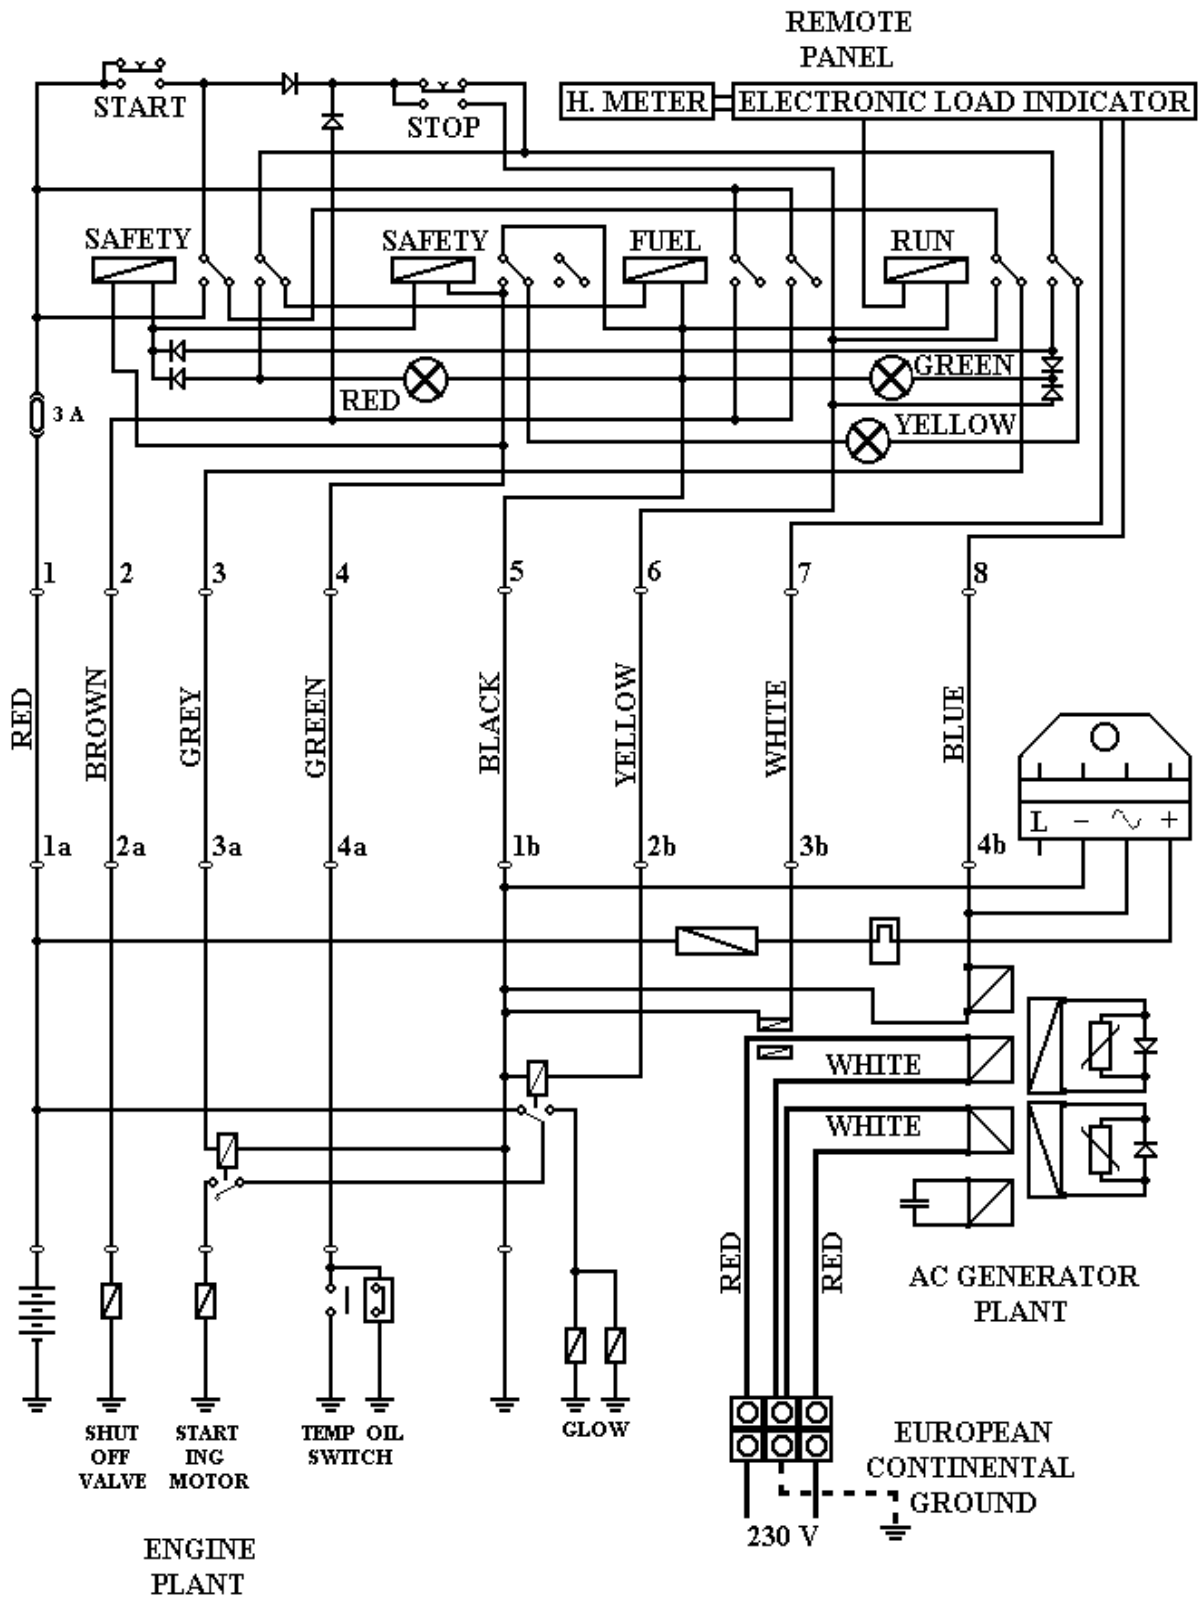 REMOTE
PANEL
START
STOP
H. METER
ELECTRONIC LOAD INDICATOR
SAFETY
SAFETY
FUEL
RUN
GREEN
RED
3 A
YELLOW
1
2
3
4
5
6
7
8
RED
BROWN
GREY
GREEN
BLACK
YELLOW
WHITE
BLUE
L − +
1a
2a
3a
4a
1b
2b
3b
4b
WHITE
WHITE
RED
RED
AC GENERATOR
PLANT
SHUT
OFF
VALVE
START
ING
MOTOR
TEMP OIL
SWITCH
GLOW
EUROPEAN
CONTINENTAL
GROUND
230 V
ENGINE
PLANT